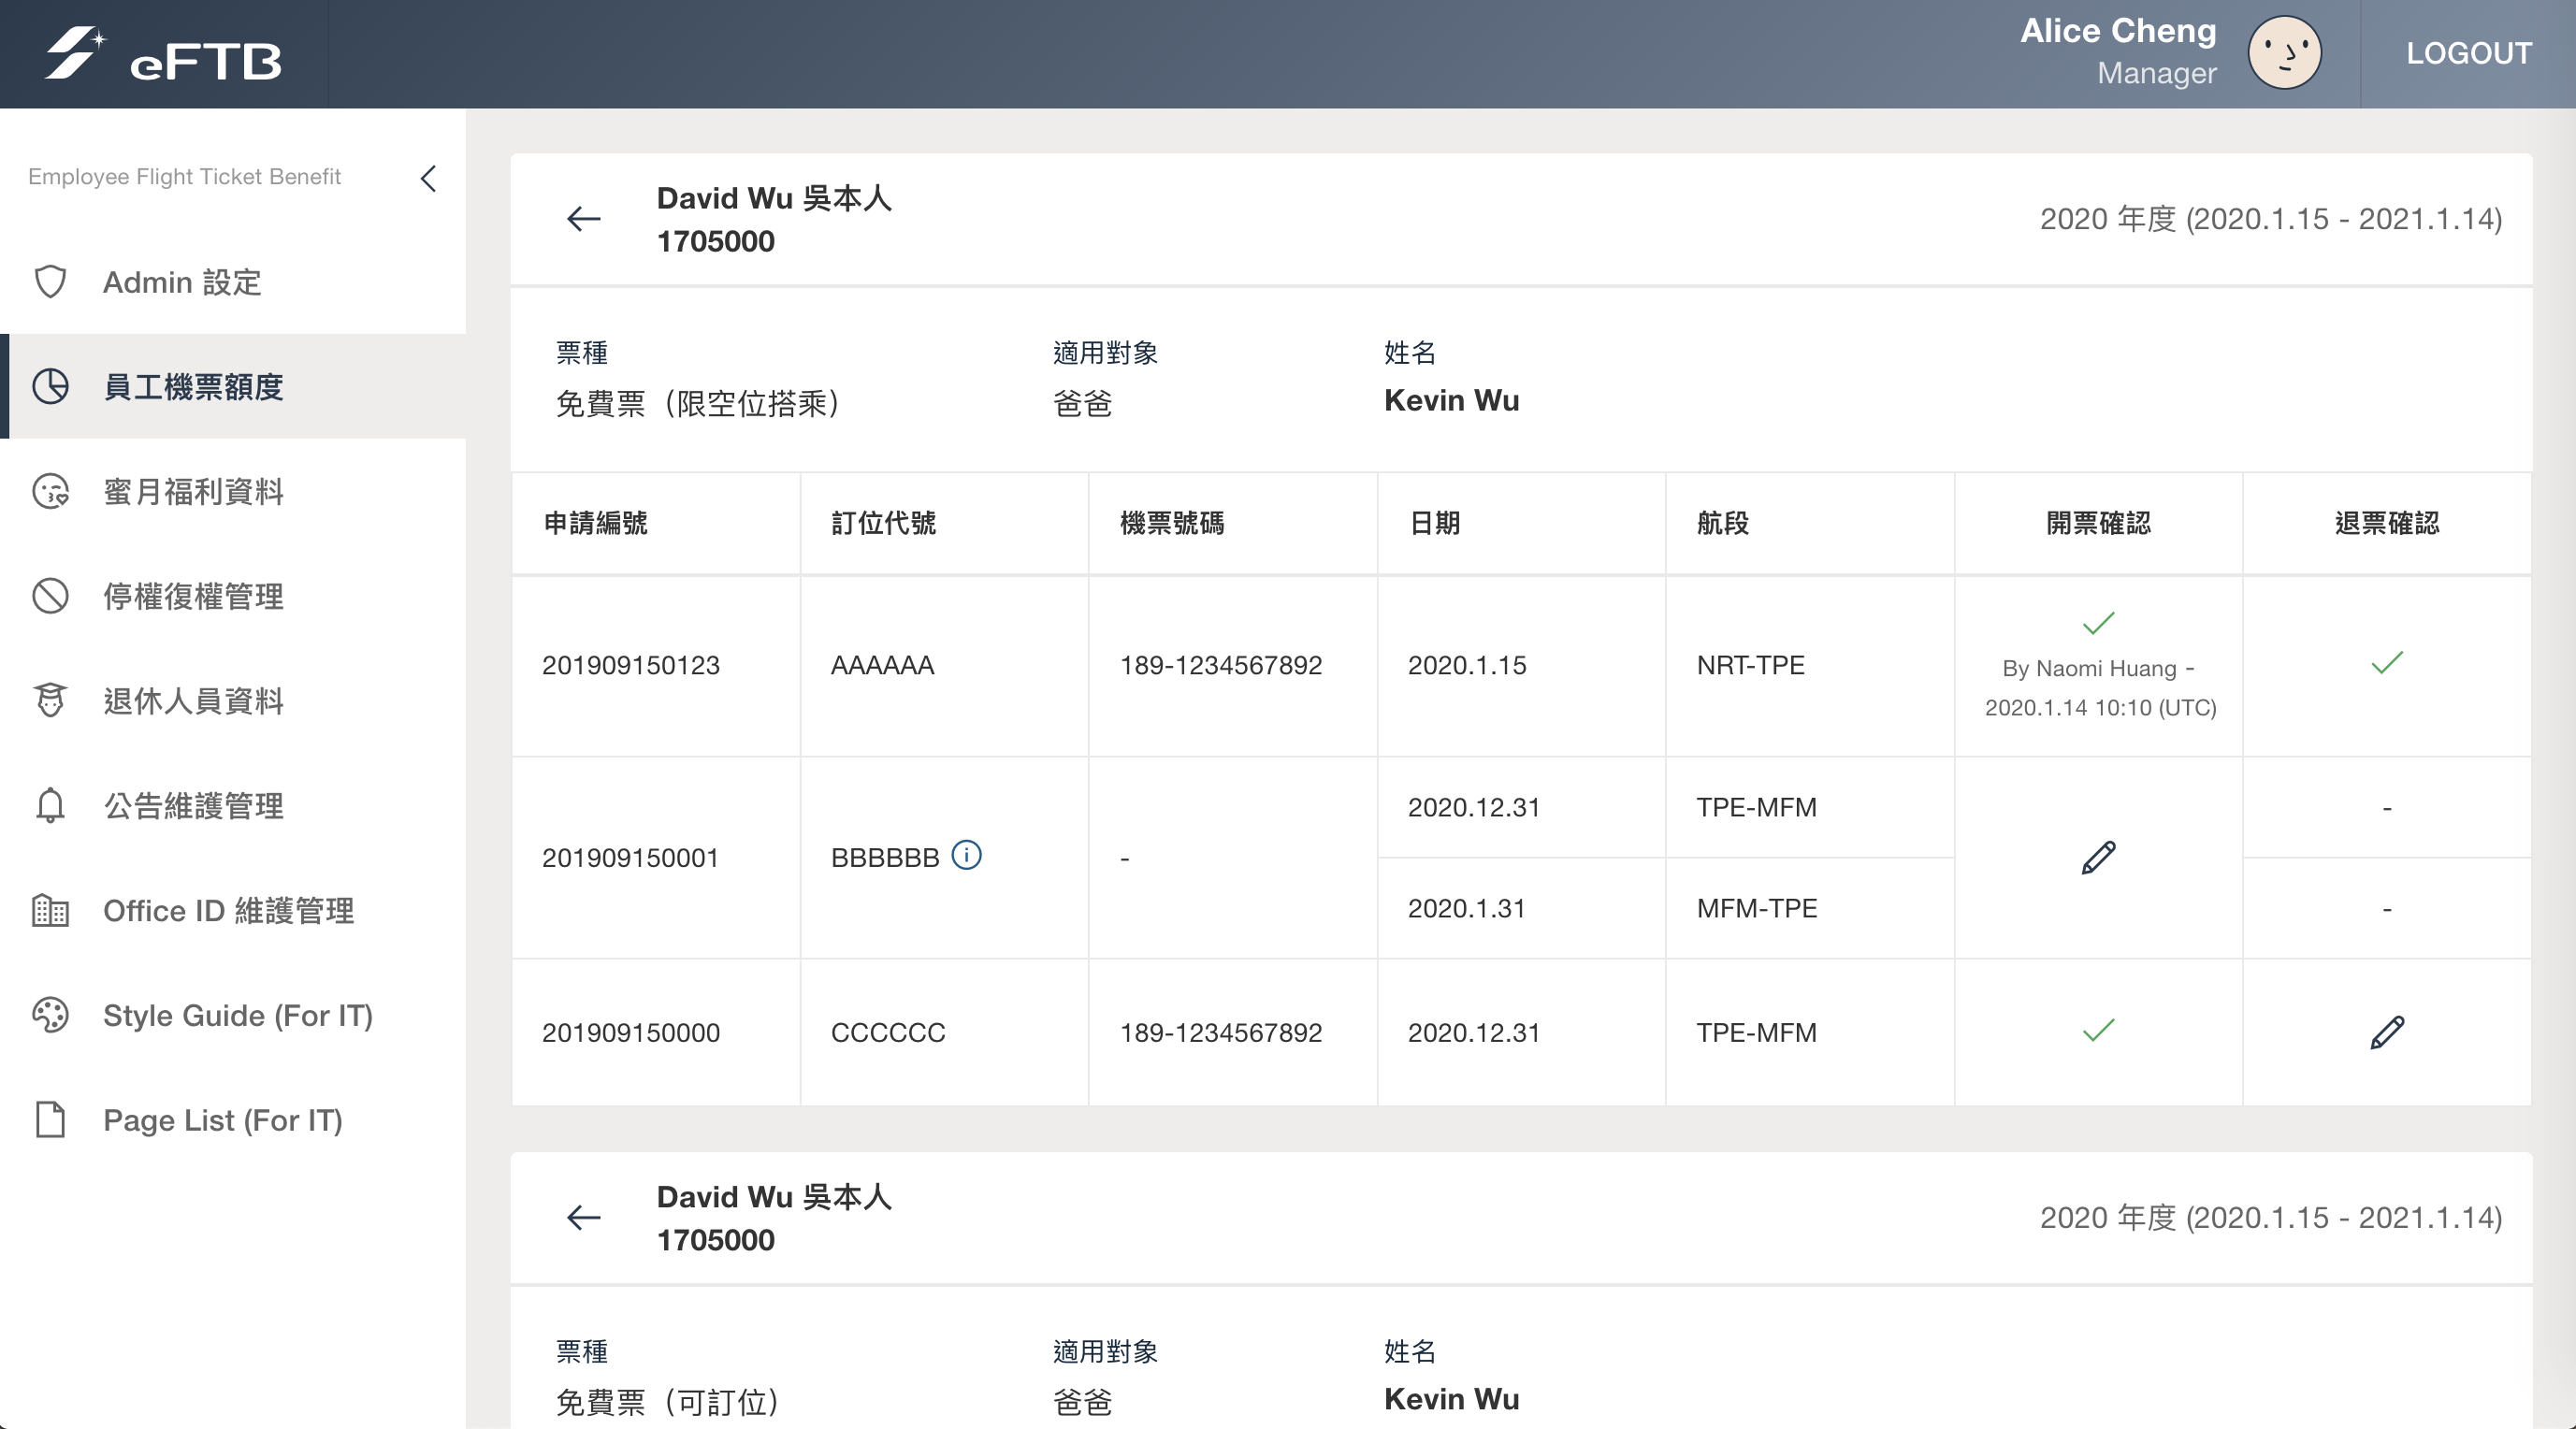 eFTB
Alice Cheng
Manager
LOGOUT
Employee Flight Ticket Benefit
Admin 設定
員工機票額度
蜜月福利資料
停權復權管理
退休人員資料
公告維護管理
Office ID 維護管理
Style Guide (For IT)
Page List (For IT)
David Wu 吳本人
1705000
2020 年度 (2020.1.15 - 2021.1.14)
票種 適用對象 姓名
免費票（限空位搭乘） 爸爸 Kevin Wu
申請編號 訂位代號 機票號碼 日期 航段 開票確認 退票確認
201909150123 AAAAAA 189-1234567892 2020.1.15 NRT-TPE
By Naomi Huang -
2020.1.14 10:10 (UTC)
201909150001 BBBBBB - 2020.12.31 TPE-MFM -
2020.1.31 MFM-TPE -
201909150000 CCCCCC 189-1234567892 2020.12.31 TPE-MFM
David Wu 吳本人
1705000
2020 年度 (2020.1.15 - 2021.1.14)
票種 適用對象 姓名
免費票（可訂位） 爸爸 Kevin Wu